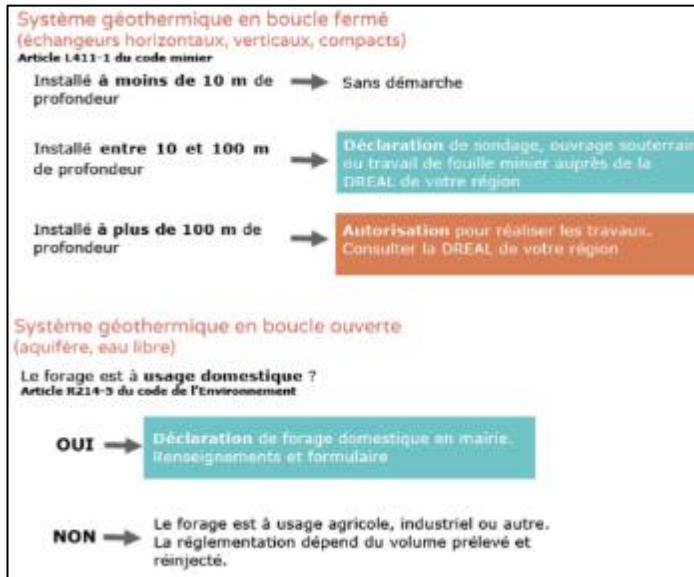 Système géothermique en boucle fermé
(échangeurs horizontaux, verticaux, compacts)
Article L411-1 du code minier
Installé à moins de 10 m de
profondeur
Sans démarche
Installé entre 10 et 100 m
de profondeur
Déclaration de sondage, ouvrage souterrain
ou travail de fouille minier auprès de la
DREAL de votre région
Installé à plus de 100 m de
profondeur
Autorisation pour réaliser les travaux.
Consulter la DREAL de votre région
Système géothermique en boucle ouverte
(aquifère, eau libre)
Le forage est à usage domestique ?
Article R214-5 du code de l'Environnement
OUI
Déclaration de forage domestique en mairie.
Renseignements et formulaire
NON
Le forage est à usage agricole, industriel ou autre.
La réglementation dépend du volume prélevé et
réinjecté.